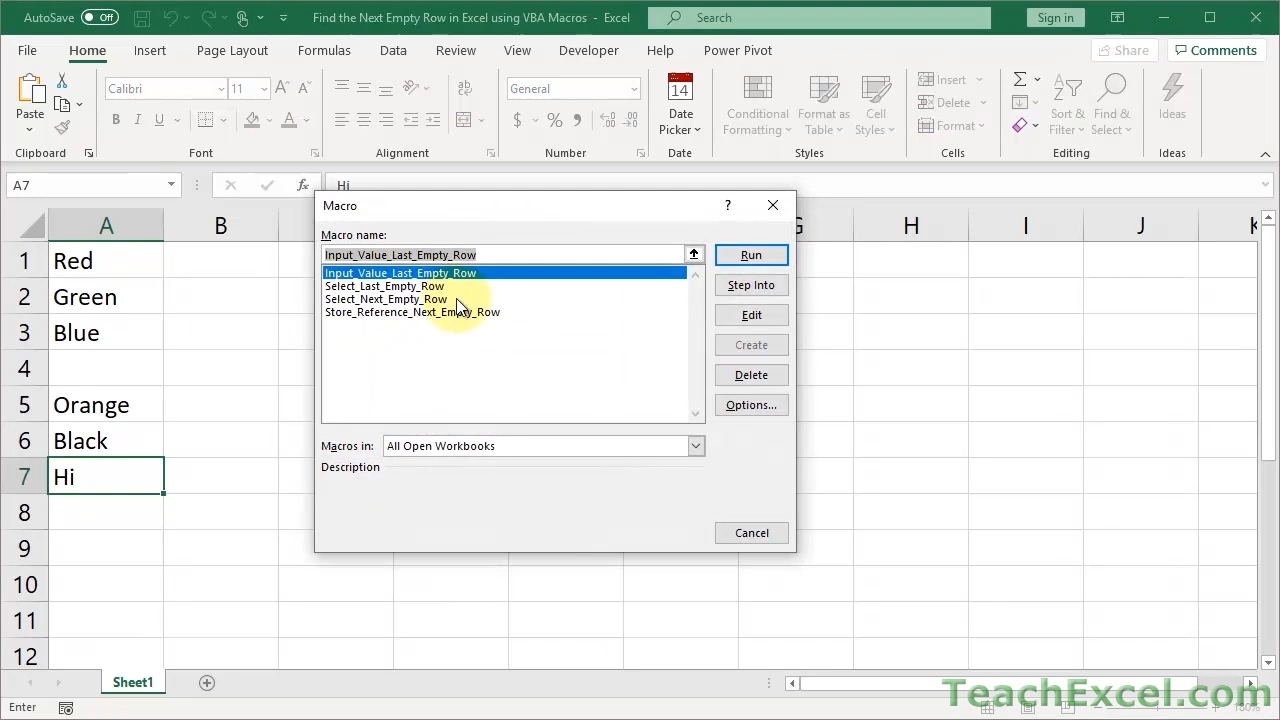 AutoSave Off Find the Next Empty Row in Excel using VBA Macros - Excel Search Sign in
File Home Insert Page Layout Formulas Data Review View Developer Help Power Pivot Share Comments
Paste Calibri 11 General Date Picker Conditional Formatting Format as Table Cell Styles Insert Delete Format Sort & Filter Find & Select Ideas
14
Clipboard Font Alignment Number Date Styles Cells Editing Ideas
A7 fx Hi
A B G H I J K
1 Red
2 Green
3 Blue
4
5 Orange
6 Black
7 Hi
8
9
10
11
12
Macro ?
Macro name:
Input_Value_Last_Empty_Row Run
Input_Value_Last_Empty_Row
Select_Last_Empty_Row Step Into
Select_Next_Empty_Row
Store_Reference_Next_Empty_Row Edit
Create
Delete
Options...
Macros in: All Open Workbooks
Description
Cancel
Sheet1
TeachExcel.com
Enter 180%